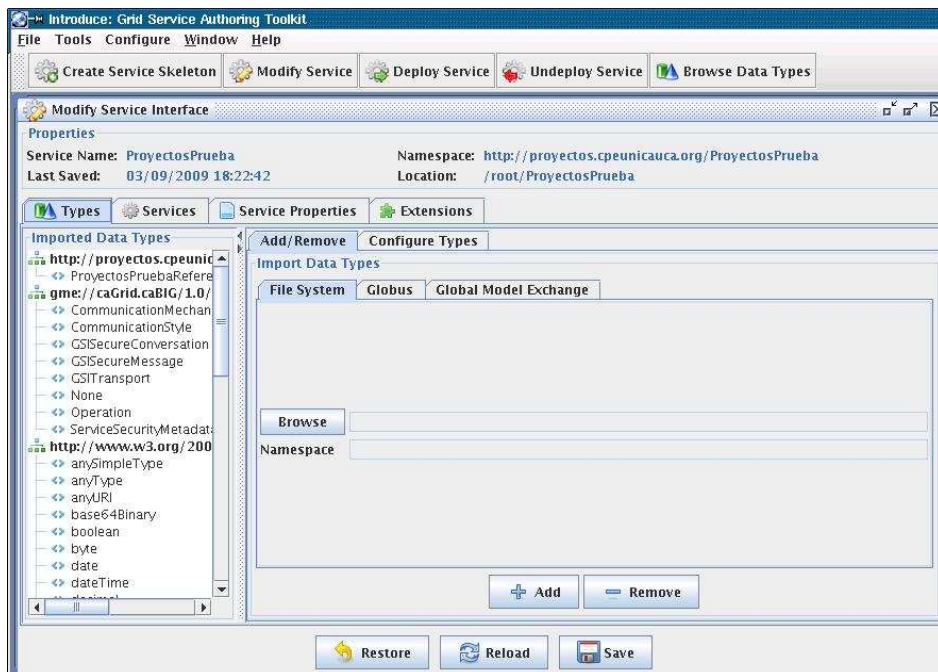 Introduce: Grid Service Authoring Toolkit
File Tools Configure Window Help
Create Service Skeleton Modify Service Deploy Service Undeploy Service Browse Data Types
Modify Service Interface
Properties
Service Name: ProyectosPrueba Namespace: http://proyectos.cpeunicauca.org/ProyectosPrueba
Last Saved: 03/09/2009 18:22:42 Location: /root/ProyectosPrueba
Types Services Service Properties Extensions
Imported Data Types
http://proyectos.cpeunic
ProyectosPruebaRefere
gme://caGrid.caBIG/1.0/
CommunicationMechan
CommunicationStyle
GSISecureConversation
GSISecureMessage
GSITransport
None
Operation
ServiceSecurityMetadata
http://www.w3.org/200
anySimpleType
anyType
anyURI
base64Binary
boolean
byte
date
dateTime
Add/Remove Configure Types
Import Data Types
File System Globus Global Model Exchange
Browse
Namespace
Add Remove
Restore Reload Save